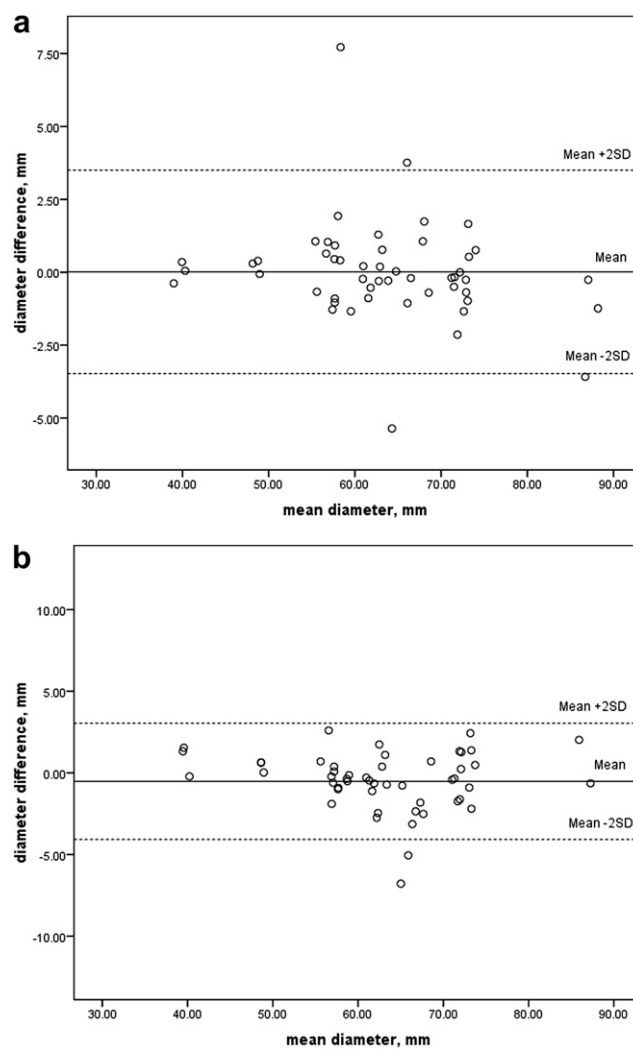 a
7.50
5.00
Mean +2SD
2.50
Mean
0.00
-2.50
Mean -2SD
-5.00
diameter difference, mm
30.00 40.00 50.00 60.00 70.00 80.00 90.00
mean diameter, mm
b
10.00
5.00
Mean +2SD
Mean
0.00
Mean -2SD
-5.00
-10.00
diameter difference, mm
30.00 40.00 50.00 60.00 70.00 80.00 90.00
mean diameter, mm